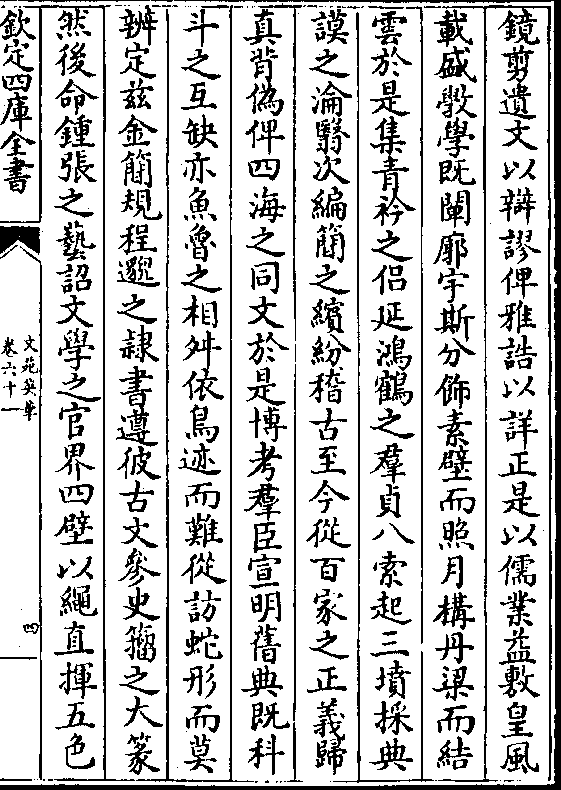 鏡剪遺文以辯謬俾雅誥以詳正是以儒業益敷皇風
載盛敎學既闡廓宇斯分飾素壁而照月構丹梁而結
雲於是集青衿之侣延鴻鶴之羣貞八索起三墳採典
謨之淪翳次編簡之繽紛稽古至今從百家之正義歸
真背偽俾四海之同文於是博考羣臣宣明舊典既科
斗之互缺亦魚魯之相舛依鳥迹而難從訪蛇形而莫
辨定兹金簡規程邈之隷書遵彼古文參史籀之大篆
然後命鍾張之藝詔文學之官界四壁以繩直揮五色
欽定四庫全書
文苑英華
卷六十一
四